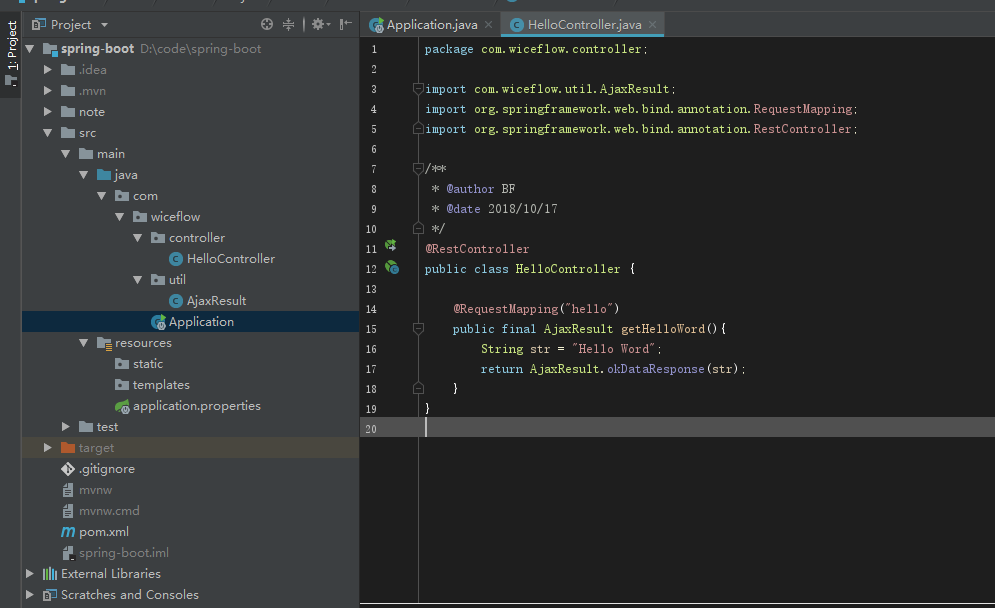 1: Project
Project
spring-boot D:\code\spring-boot
.idea
.mvn
note
src
main
java
com
wiceflow
controller
HelloController
util
AjaxResult
Application
resources
static
templates
application.properties
test
target
.gitignore
mvnw
mvnw.cmd
pom.xml
spring-boot.iml
External Libraries
Scratches and Consoles
Application.java
HelloController.java
1 package com.wiceflow.controller;
2
3 import com.wiceflow.util.AjaxResult;
4 import org.springframework.web.bind.annotation.RequestMapping;
5 import org.springframework.web.bind.annotation.RestController;
6
7 /**
8 * @author BF
9 * @date 2018/10/17
10 */
11 @RestController
12 public class HelloController {
13
14 @RequestMapping("hello")
15 public final AjaxResult getHelloWord(){
16 String str = "Hello Word";
17 return AjaxResult.okDataResponse(str);
18 }
19 }
20